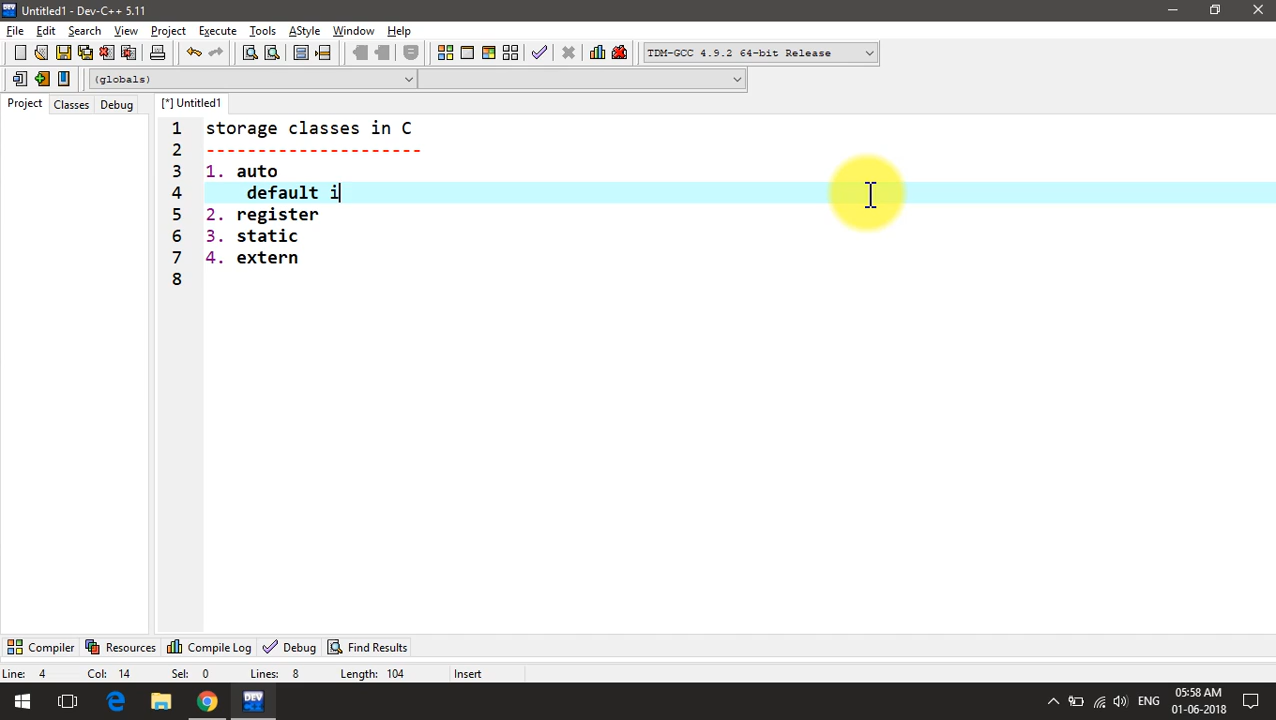 Untitled1 - Dev-C++ 5.11
File Edit Search View Project Execute Tools AStyle Window Help
TDM-GCC 4.9.2 64-bit Release
(globals)
Project Classes Debug [*] Untitled1
1 storage classes in C
2 ---------------------
3 1. auto
4 default i
5 2. register
6 3. static
7 4. extern
8
Compiler Resources Compile Log Debug Find Results
Line: 4 Col: 14 Sel: 0 Lines: 8 Length: 104 Insert
DEV ENG 05:58 AM
01-06-2018